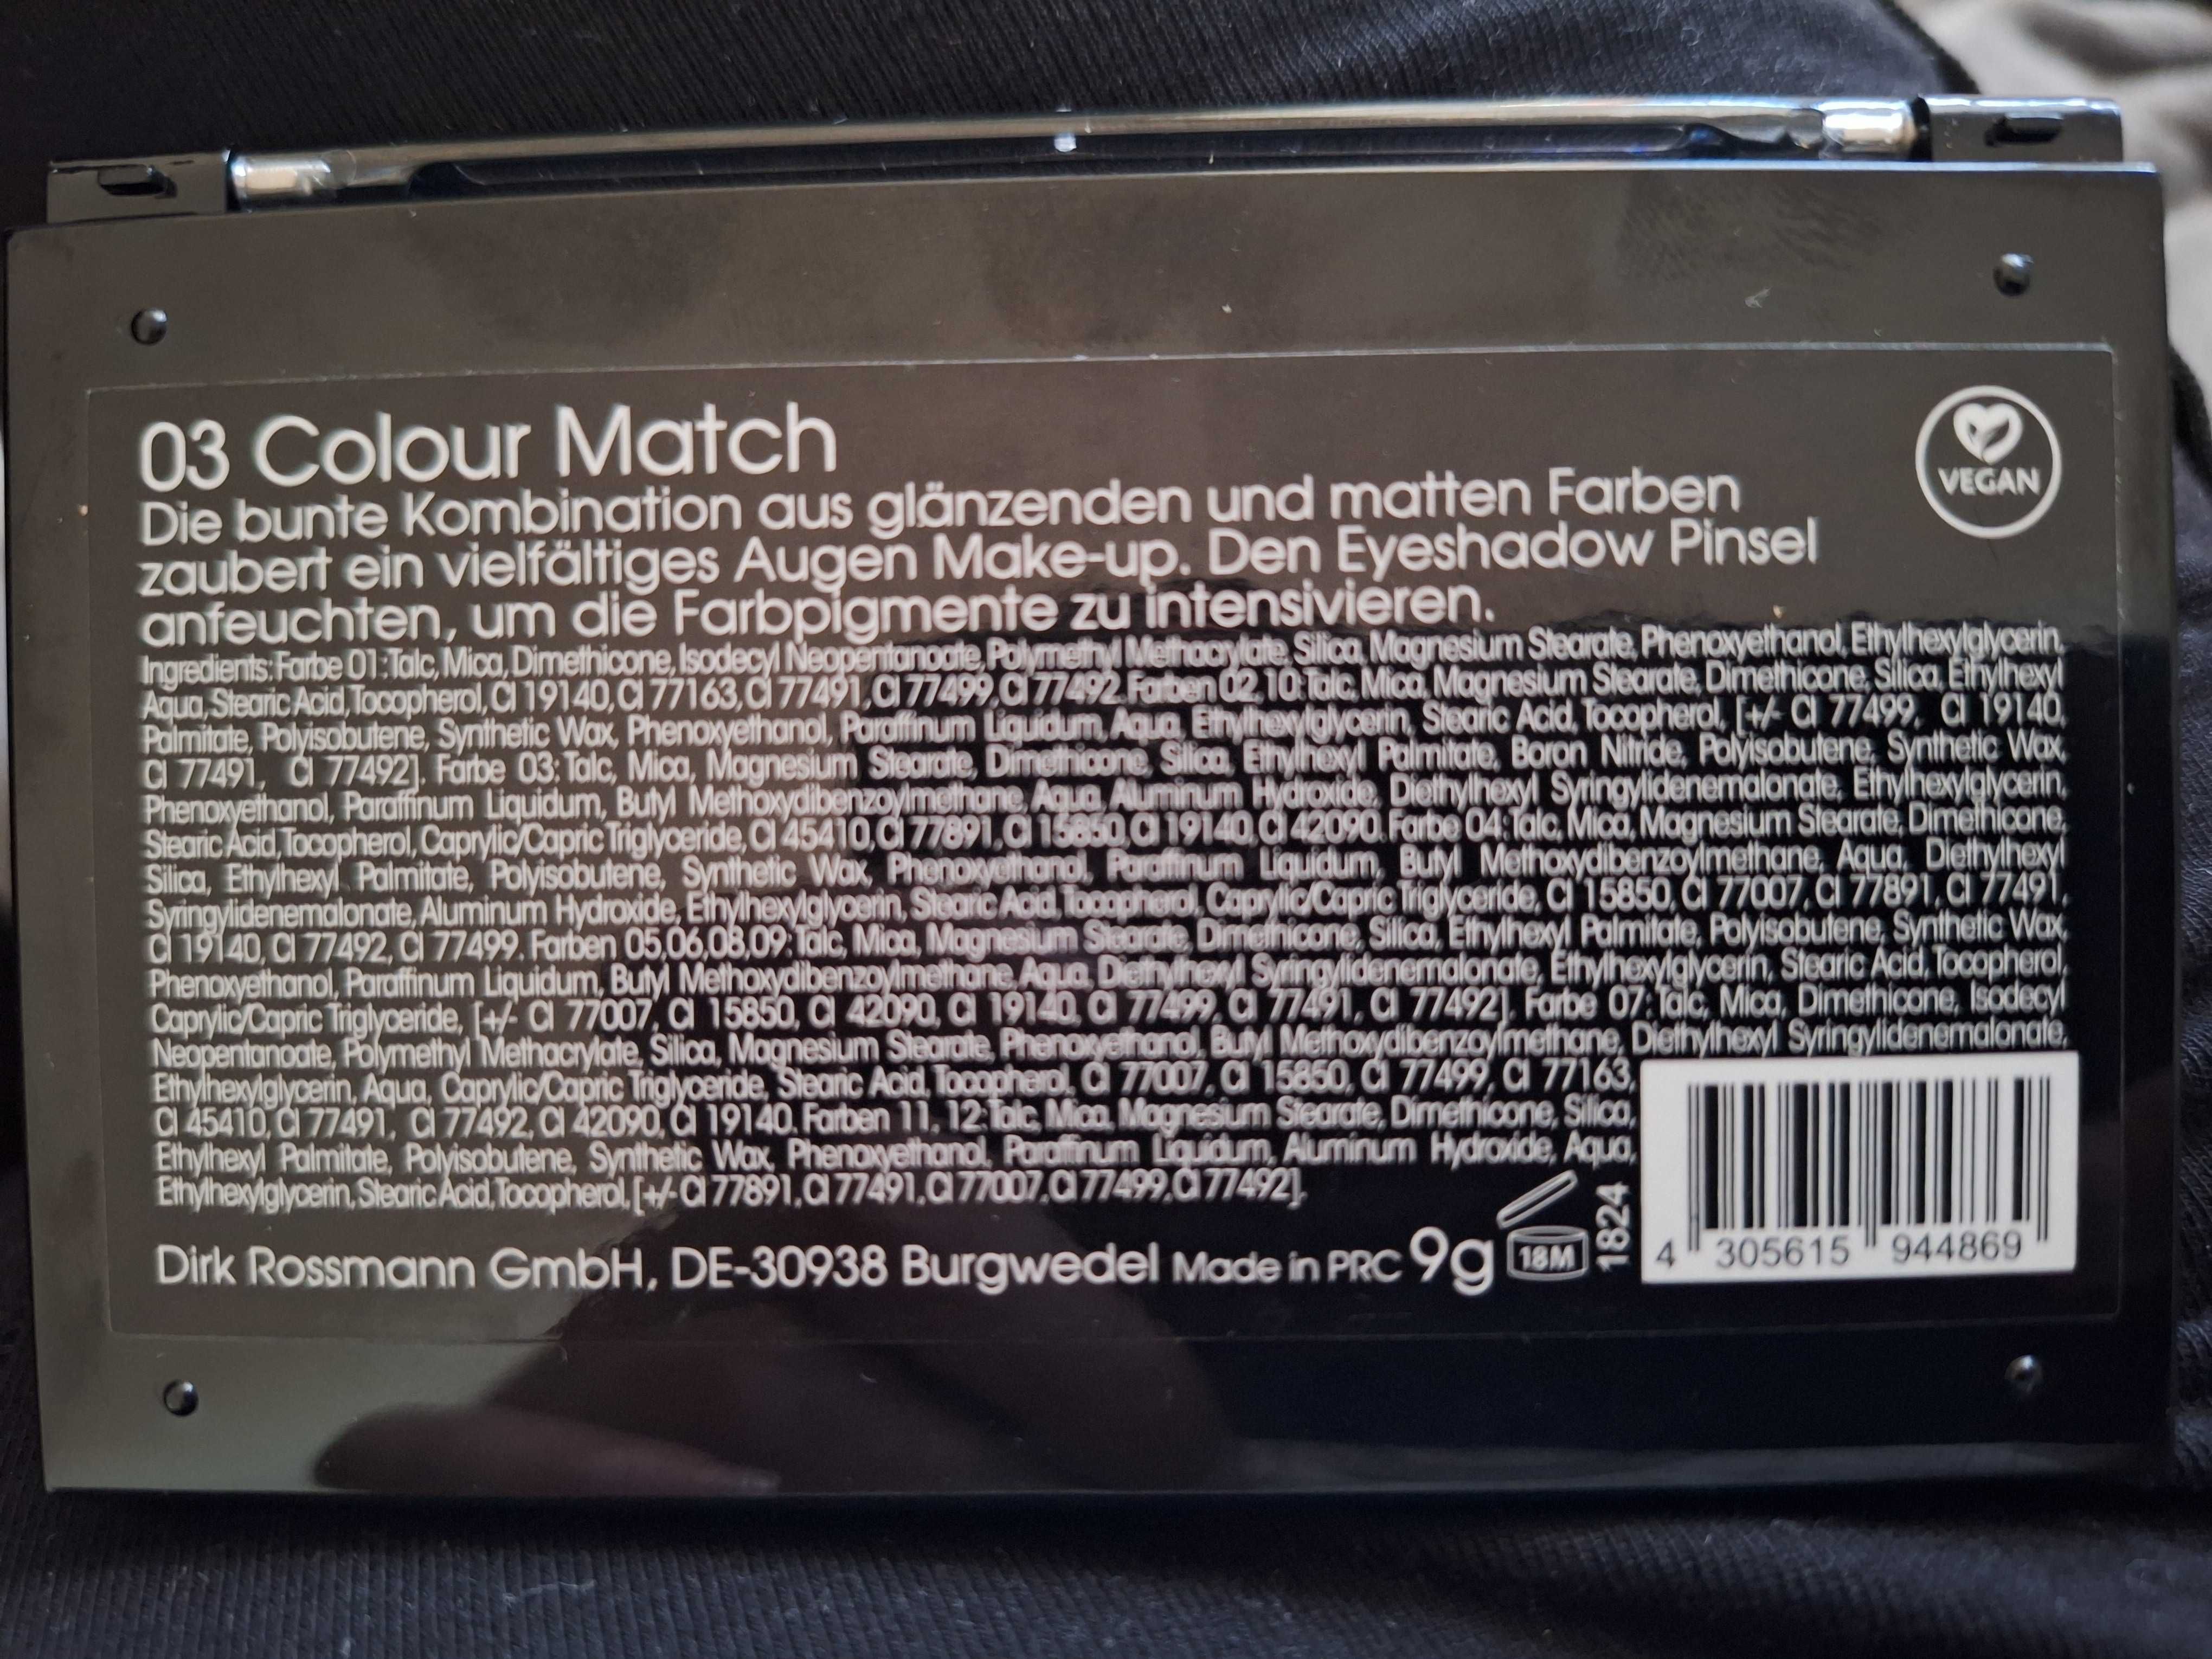 03 Colour Match
VEGAN
Die bunte Kombination aus glänzenden und matten Farben
zaubert ein vielfältiges Augen Make-up. Den Eyeshadow Pinsel
anfeuchten, um die Farbpigmente zu intensivieren.
Ingredients: Farbe 01: Talc, Mica, Dimethicone, Isodecyl Neopentanoate, Polymethyl Methacrylate, Silica, Magnesium Stearate, Phenoxyethanol, Ethylhexylglycerin,
Aqua, Stearic Acid, Tocopherol, CI 19140, CI 77163, CI 77491, CI 77499, CI 77492. Farben 02, 10: Talc, Mica, Magnesium Stearate, Dimethicone, Silica, Ethylhexyl
Palmitate, Polyisobutene, Synthetic Wax, Phenoxyethanol, Paraffinum Liquidum, Aqua, Ethylhexylglycerin, Stearic Acid, Tocopherol, [+/- CI 77499, CI 19140,
CI 77491, CI 77492]. Farbe 03: Talc, Mica, Magnesium Stearate, Dimethicone, Silica, Ethylhexyl Palmitate, Boron Nitride, Polyisobutene, Synthetic Wax,
Phenoxyethanol, Paraffinum Liquidum, Butyl Methoxydibenzoylmethane, Aqua, Aluminum Hydroxide, Diethylhexyl Syringylidenemalonate, Ethylhexylglycerin,
Stearic Acid, Tocopherol, Caprylic/Capric Triglyceride, CI 45410, CI 77891, CI 15850, CI 19140, CI 42090. Farbe 04: Talc, Mica, Magnesium Stearate, Dimethicone,
Silica, Ethylhexyl Palmitate, Polyisobutene, Synthetic Wax, Phenoxyethanol, Paraffinum Liquidum, Butyl Methoxydibenzoylmethane, Aqua, Diethylhexyl
Syringylidenemalonate, Aluminum Hydroxide, Ethylhexylglycerin, Stearic Acid, Tocopherol, Caprylic/Capric Triglyceride, CI 15850, CI 77007, CI 77891, CI 77491,
CI 19140, CI 77492, CI 77499. Farben 05,06,08,09: Talc, Mica, Magnesium Stearate, Dimethicone, Silica, Ethylhexyl Palmitate, Polyisobutene, Synthetic Wax,
Phenoxyethanol, Paraffinum Liquidum, Butyl Methoxydibenzoylmethane, Aqua, Diethylhexyl Syringylidenemalonate, Ethylhexylglycerin, Stearic Acid, Tocopherol,
Caprylic/Capric Triglyceride, [+/- CI 77007, CI 15850, CI 42090, CI 19140, CI 77499, CI 77491, CI 77492]. Farbe 07: Talc, Mica, Dimethicone, Isodecyl
Neopentanoate, Polymethyl Methacrylate, Silica, Magnesium Stearate, Phenoxyethanol, Butyl Methoxydibenzoylmethane, Diethylhexyl Syringylidenemalonate,
Ethylhexylglycerin, Aqua, Caprylic/Capric Triglyceride, Stearic Acid, Tocopherol, CI 77007, CI 15850, CI 77499, CI 77163,
CI 45410, CI 77491, CI 77492, CI 42090, CI 19140. Farben 11, 12: Talc, Mica, Magnesium Stearate, Dimethicone, Silica,
Ethylhexyl Palmitate, Polyisobutene, Synthetic Wax, Phenoxyethanol, Paraffinum Liquidum, Aluminum Hydroxide, Aqua,
Ethylhexylglycerin, Stearic Acid, Tocopherol, [+/- CI 77891, CI 77491, CI 77007, CI 77499, CI 77492].
Dirk Rossmann GmbH, DE-30938 Burgwedel Made in PRC 9g 18M
1824
4 305615 944869